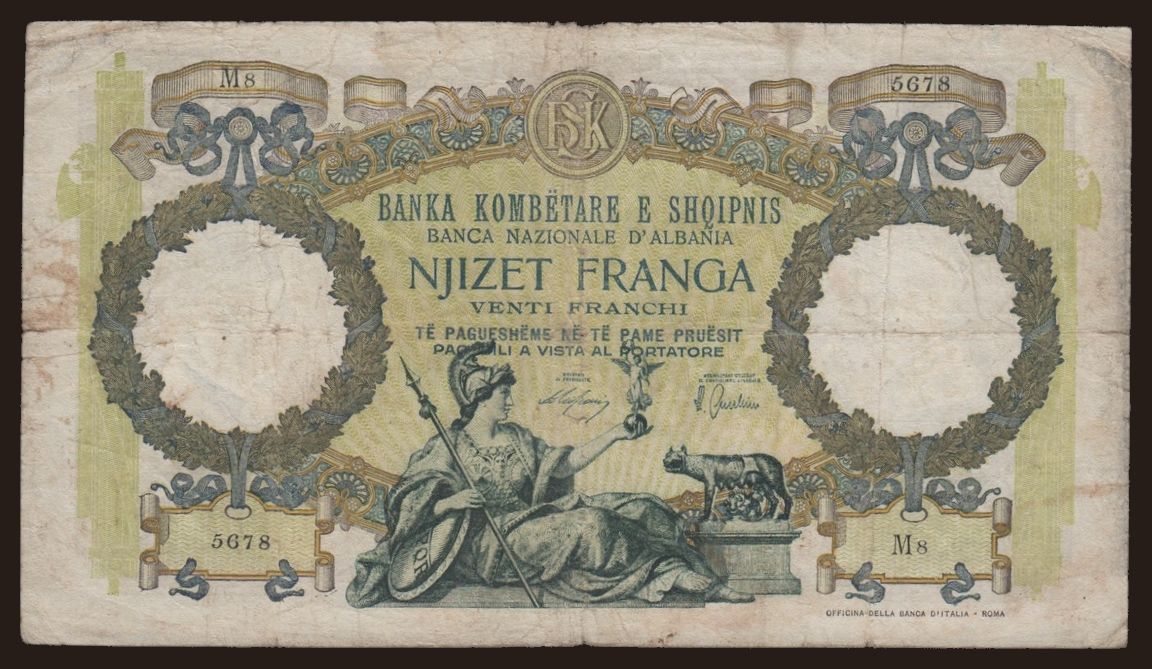 M8
5678
BSK
BANKA KOMBËTARE E SHQIPNIS
BANCA NAZIONALE D'ALBANIA
NJIZET FRANGA
VENTI FRANCHI
TË PAGUESHËME NË TË PAME PRUËSIT
PAGABILI A VISTA AL PORTATORE
5678
M8
OFFICINA DELLA BANCA D'ITALIA - ROMA